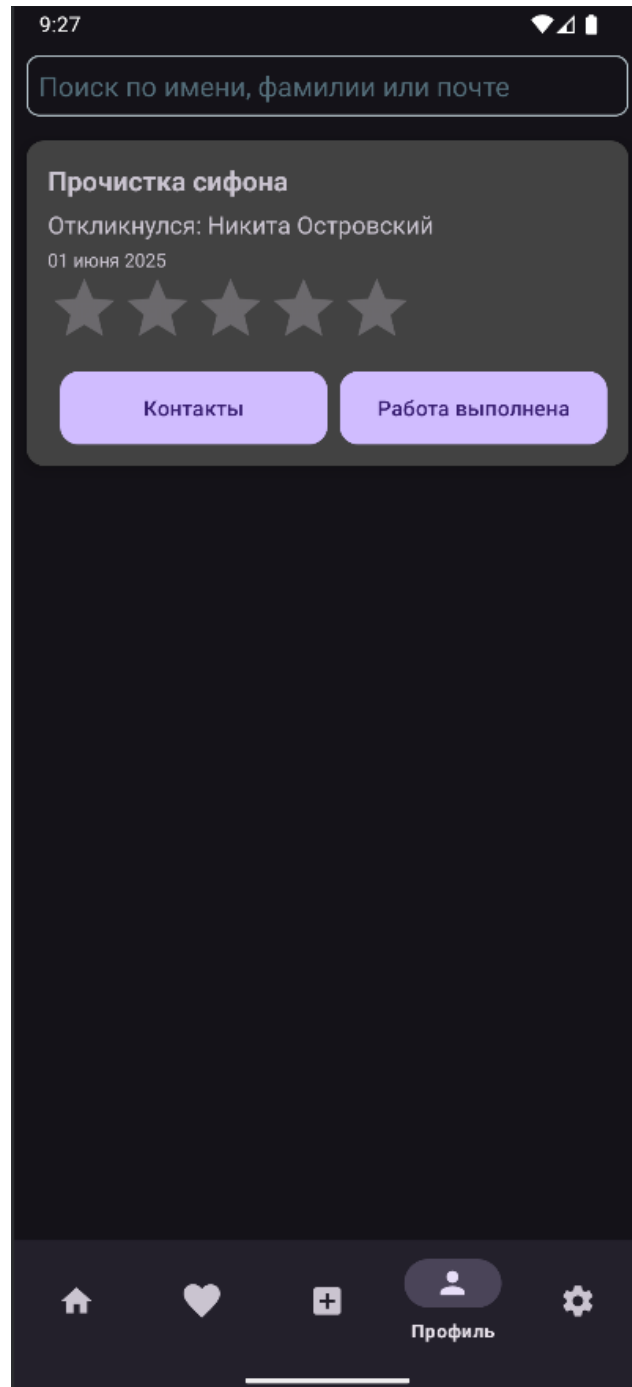 9:27
Поиск по имени, фамилии или почте
Прочистка сифона
Откликнулся: Никита Островский
01 июня 2025
Контакты
Работа выполнена
Профиль